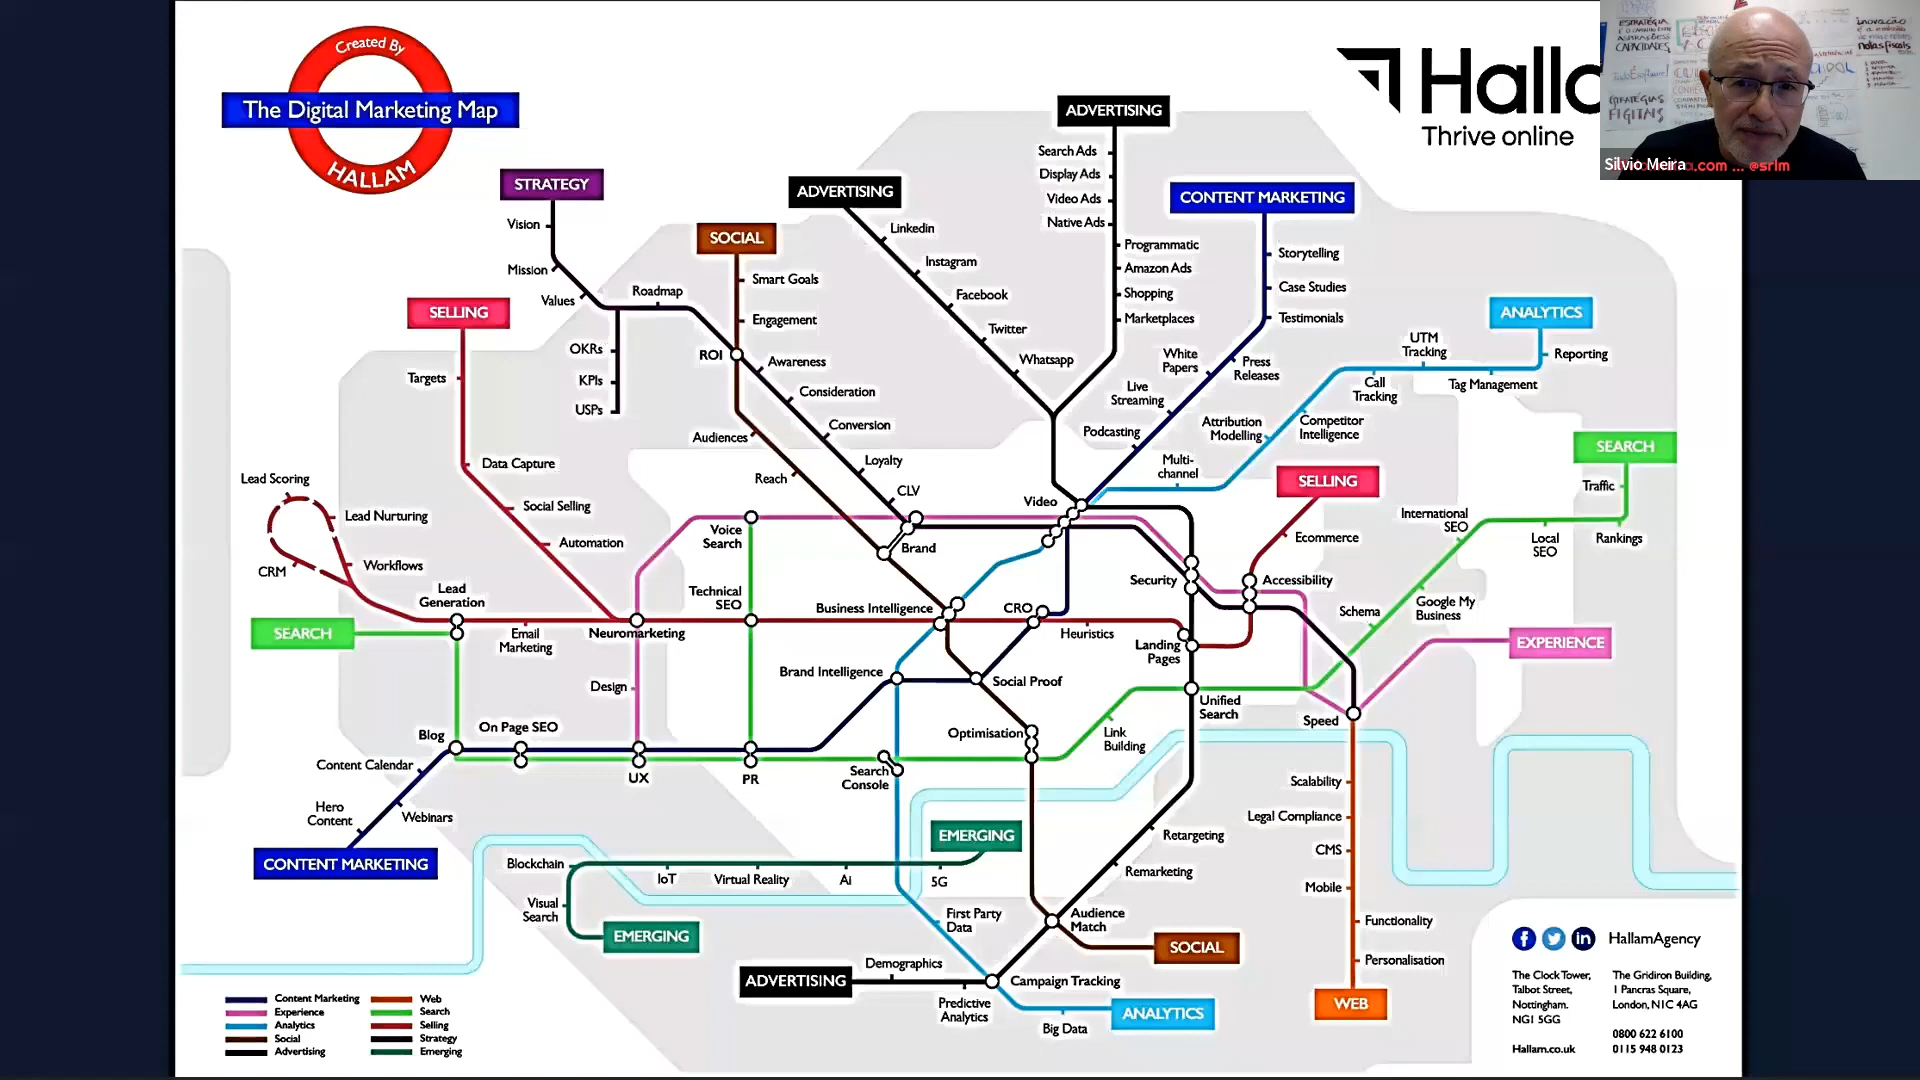 Created By
The Digital Marketing Map
HALLAM
Hallam
Thrive online
ESTRATÉGIA
CAPACIDADES
ESTRATÉGIAS
FIGITAIS
inovação
notas fiscais
Silvio Meira
.com ... @srlm
STRATEGY
Vision
Mission
Values
Roadmap
OKRs
KPIs
USPs
SOCIAL
Smart Goals
Engagement
ROI
Awareness
Consideration
Conversion
Loyalty
CLV
Audiences
Reach
Brand
ADVERTISING
Linkedin
Instagram
Facebook
Twitter
Whatsapp
ADVERTISING
Search Ads
Display Ads
Video Ads
Native Ads
Programmatic
Amazon Ads
Shopping
Marketplaces
CONTENT MARKETING
Storytelling
Case Studies
Testimonials
White
Papers
Press
Releases
Live
Streaming
Podcasting
Video
ANALYTICS
Reporting
UTM
Tracking
Call
Tracking
Tag Management
Attribution
Modelling
Competitor
Intelligence
Multi-
channel
SELLING
Targets
Data Capture
Social Selling
Automation
Lead Scoring
Lead Nurturing
CRM
Workflows
Lead
Generation
SEARCH
Email
Marketing
Neuromarketing
Voice
Search
Technical
SEO
Business Intelligence
CRO
Heuristics
Security
Landing
Pages
SELLING
Ecommerce
Accessibility
SEARCH
Traffic
International
SEO
Local
SEO
Rankings
Schema
Google My
Business
EXPERIENCE
Design
Brand Intelligence
Social Proof
Unified
Search
Speed
Blog
On Page SEO
UX
PR
Search
Console
Optimisation
Link
Building
Content Calendar
Hero
Content
Webinars
CONTENT MARKETING
EMERGING
Blockchain
IoT
Virtual Reality
Ai
5G
Visual
Search
EMERGING
First Party
Data
Retargeting
Remarketing
Audience
Match
SOCIAL
ADVERTISING
Demographics
Predictive
Analytics
Campaign Tracking
Big Data
ANALYTICS
Scalability
Legal Compliance
CMS
Mobile
Functionality
Personalisation
WEB
Content Marketing
Experience
Analytics
Social
Advertising
Web
Search
Selling
Strategy
Emerging
HallamAgency
The Clock Tower,
Talbot Street,
Nottingham.
NG1 5GG
Hallam.co.uk
The Gridiron Building,
1 Pancras Square,
London, N1C 4AG
0800 622 6100
0115 948 0123